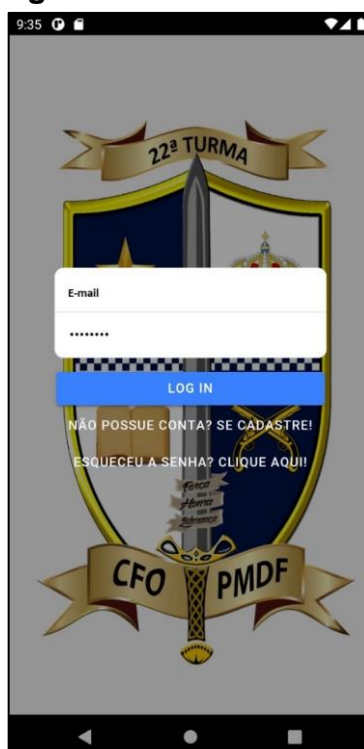 9:35
22ª TURMA
E-mail
••••••••
LOG IN
NÃO POSSUE CONTA? SE CADASTRE!
ESQUECEU A SENHA? CLIQUE AQUI!
Força
Honra
Liderança
CFO PMDF